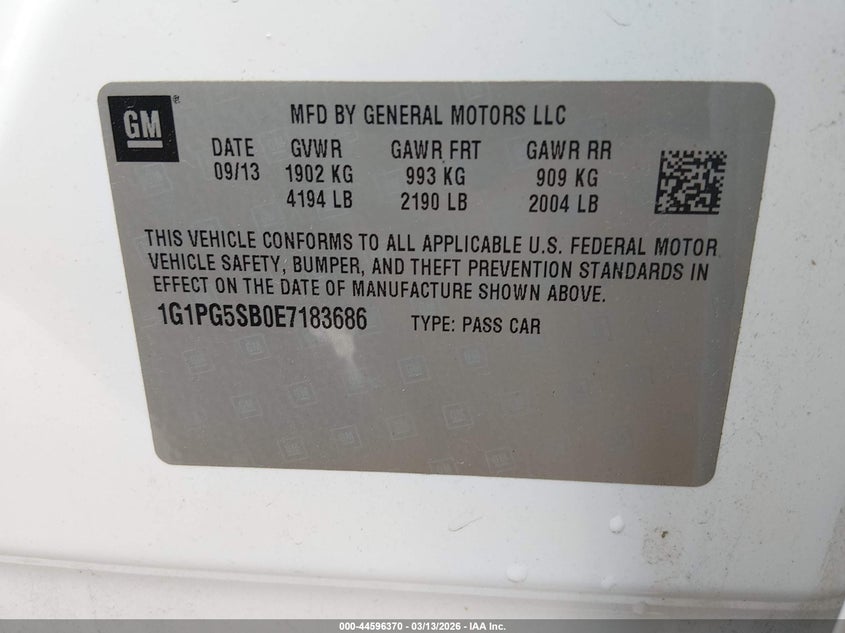 GM ®
MFD BY GENERAL MOTORS LLC
DATE GVWR GAWR FRT GAWR RR
09/13 1902 KG 993 KG 909 KG
4194 LB 2190 LB 2004 LB
THIS VEHICLE CONFORMS TO ALL APPLICABLE U.S. FEDERAL MOTOR
VEHICLE SAFETY, BUMPER, AND THEFT PREVENTION STANDARDS IN
EFFECT ON THE DATE OF MANUFACTURE SHOWN ABOVE.
1G1PG5SB0E7183686 TYPE: PASS CAR
000-44596370 - 03/13/2026 - IAA Inc.